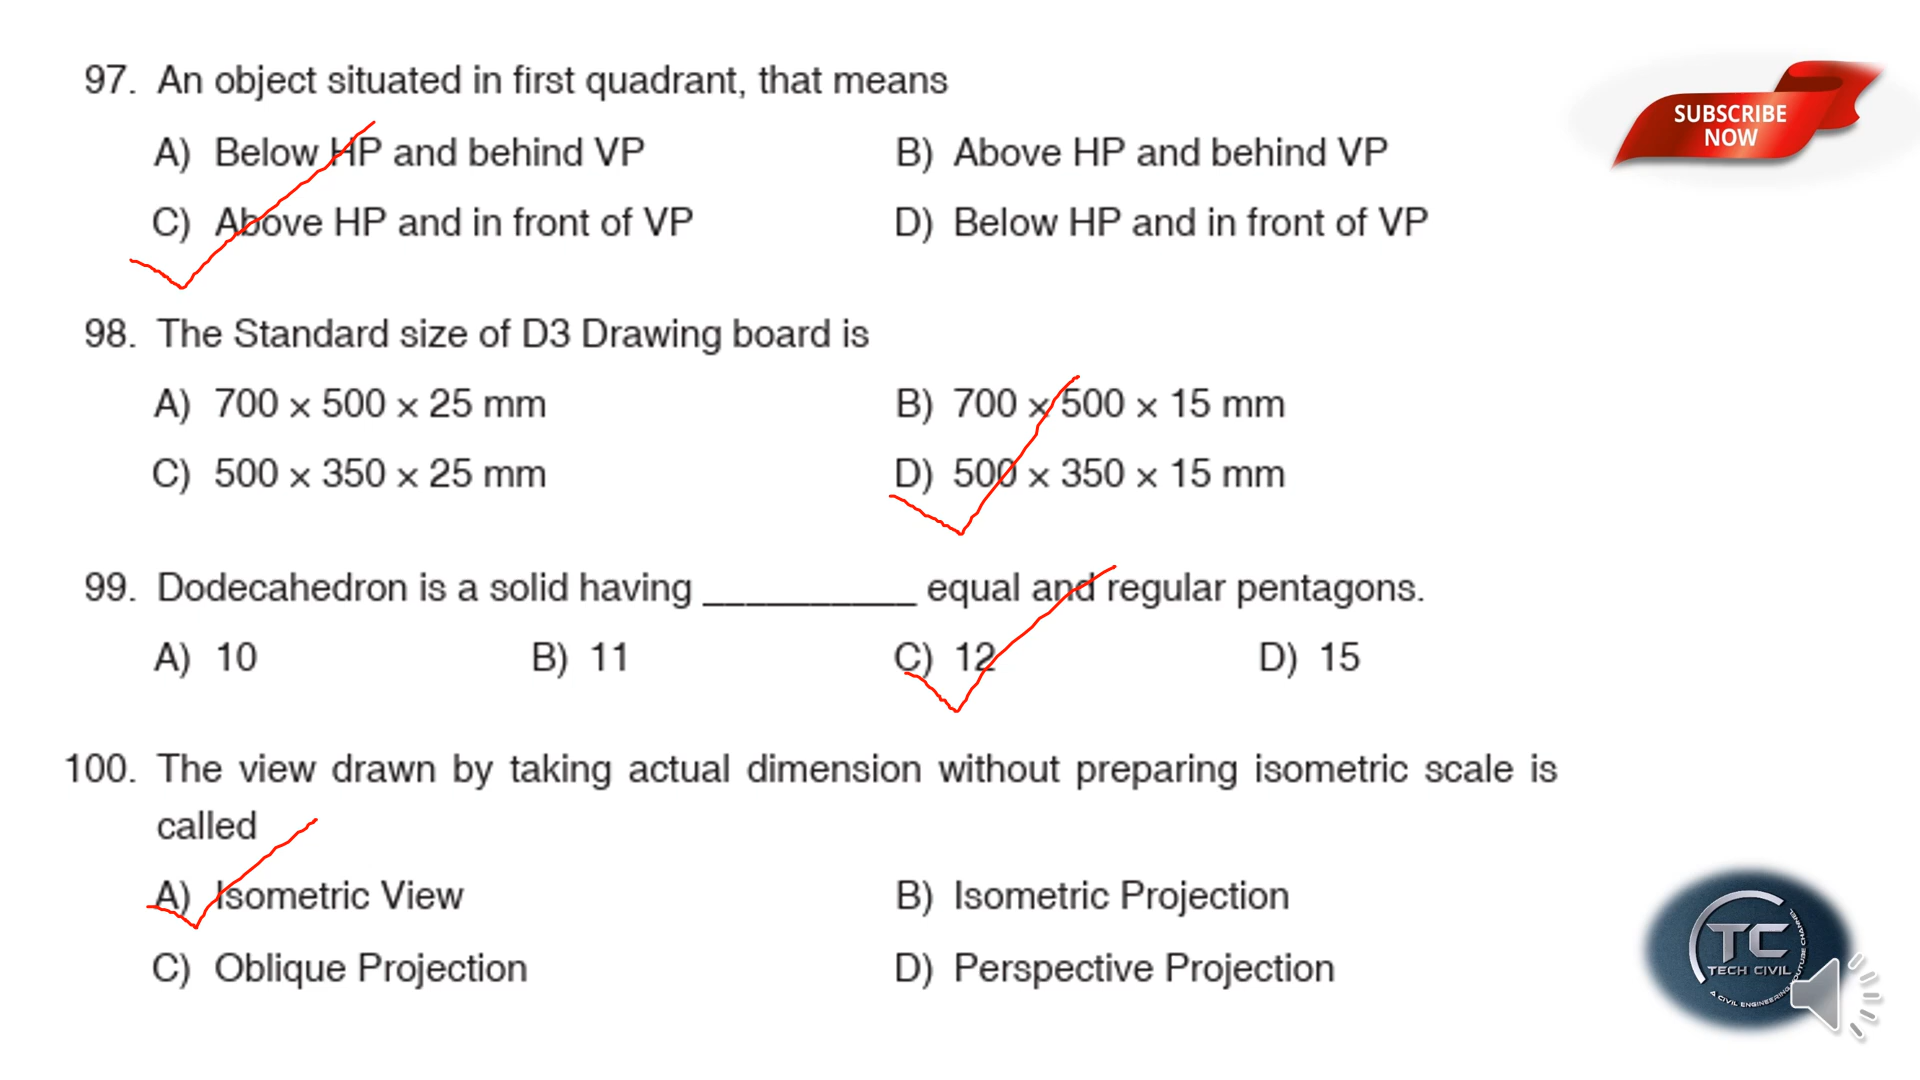 97. An object situated in first quadrant, that means
A) Below HP and behind VP B) Above HP and behind VP
C) Above HP and in front of VP D) Below HP and in front of VP
SUBSCRIBE
NOW
98. The Standard size of D3 Drawing board is
A) 700 × 500 × 25 mm B) 700 × 500 × 15 mm
C) 500 × 350 × 25 mm D) 500 × 350 × 15 mm
99. Dodecahedron is a solid having __________ equal and regular pentagons.
A) 10 B) 11 C) 12 D) 15
100. The view drawn by taking actual dimension without preparing isometric scale is
called
A) Isometric View B) Isometric Projection
C) Oblique Projection D) Perspective Projection
TC
TECH CIVIL
A CIVIL ENGINEERING YOUTUBE CHANNEL